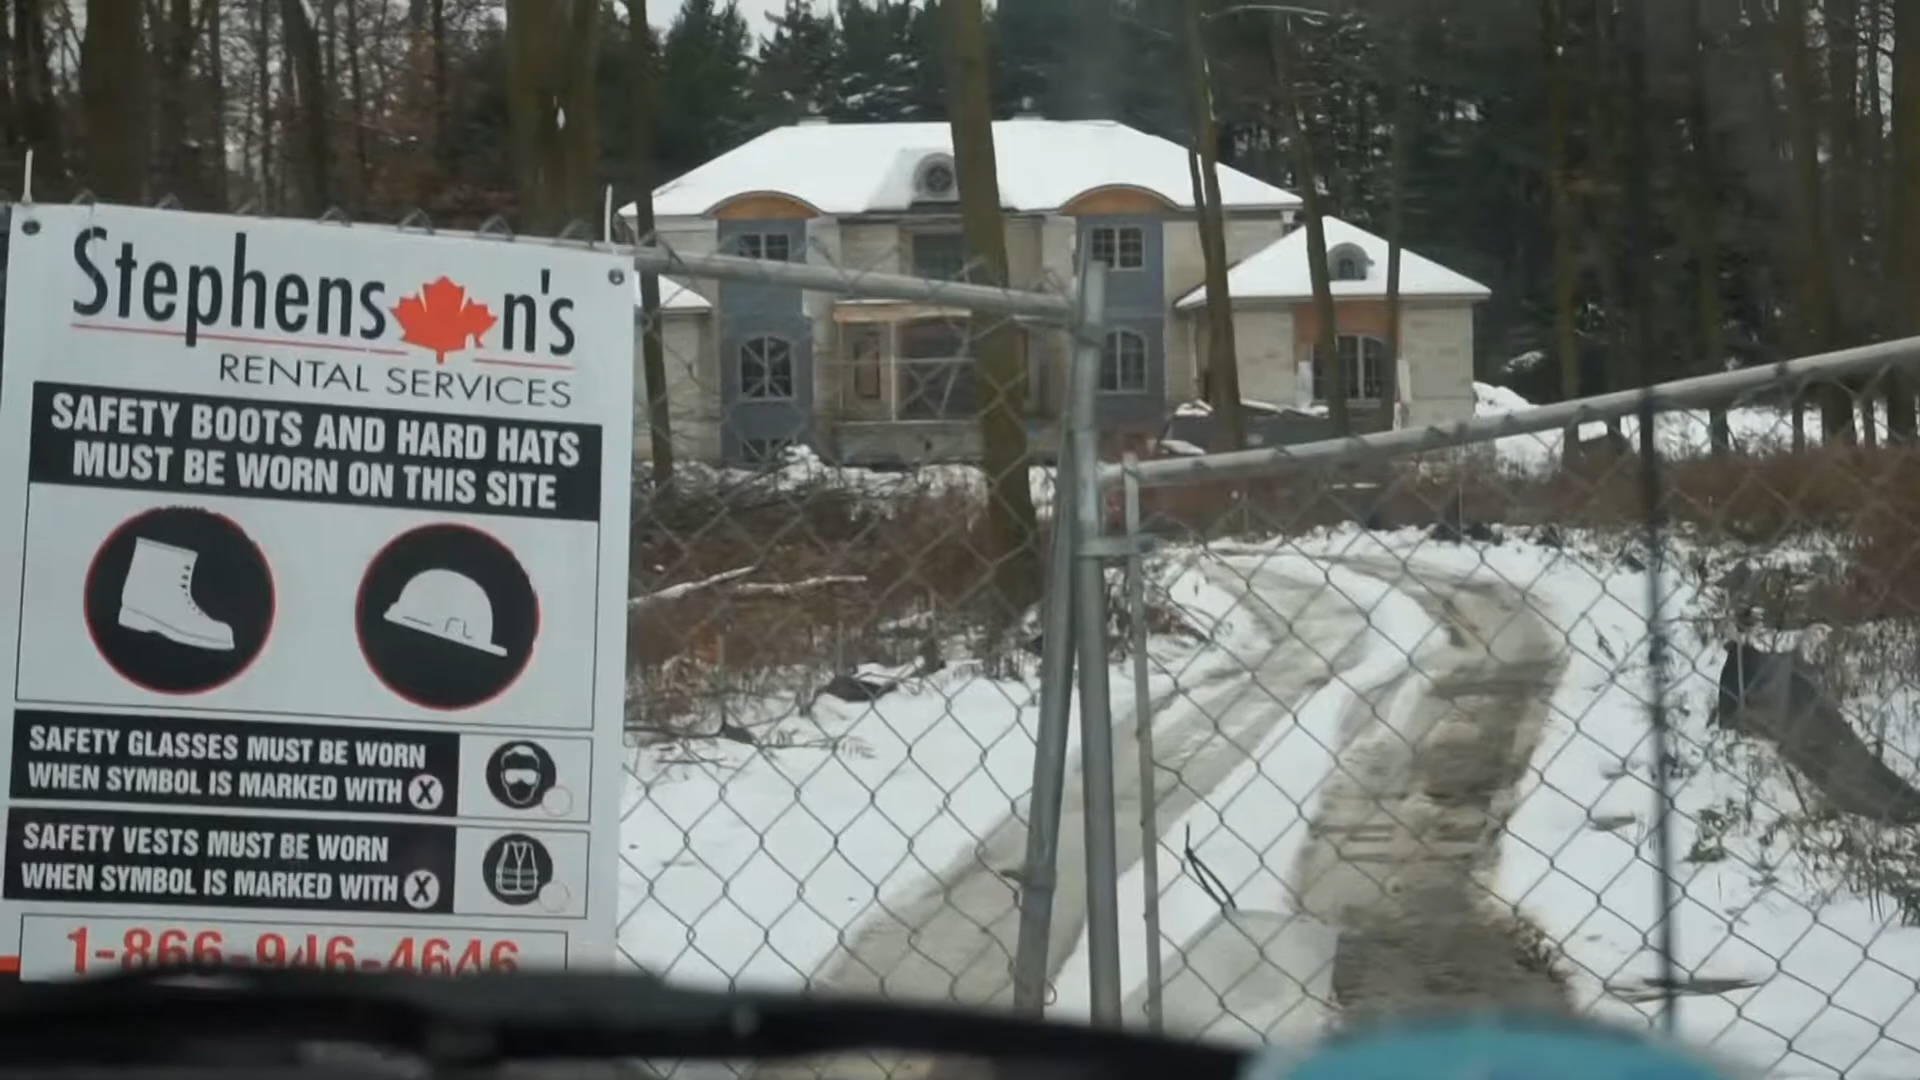 Stephenson's
RENTAL SERVICES
SAFETY BOOTS AND HARD HATS
MUST BE WORN ON THIS SITE
SAFETY GLASSES MUST BE WORN
WHEN SYMBOL IS MARKED WITH X
SAFETY VESTS MUST BE WORN
WHEN SYMBOL IS MARKED WITH X
1-866-946-4646